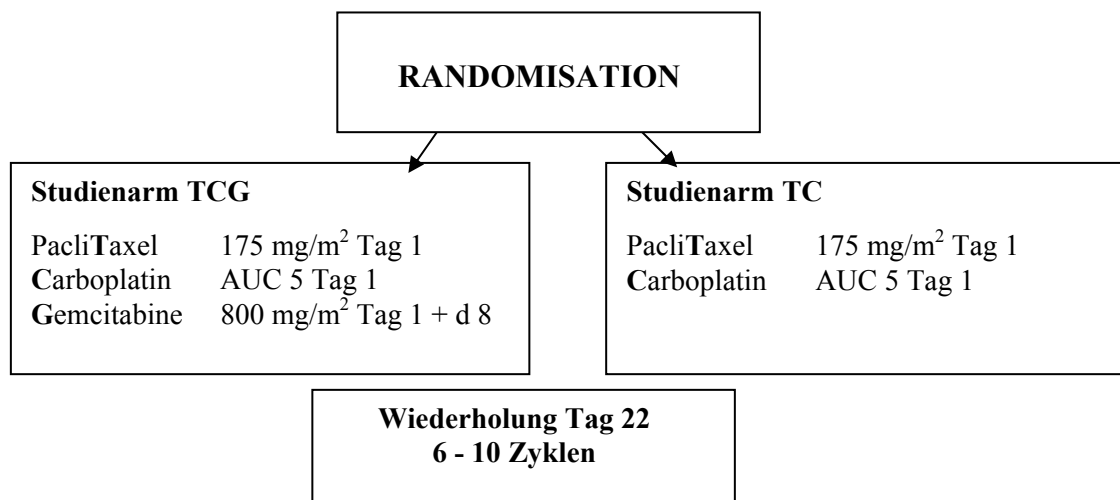 RANDOMISATION
Studienarm TCG
PacliTaxel 175 mg/m² Tag 1
Carboplatin AUC 5 Tag 1
Gemcitabine 800 mg/m² Tag 1 + d 8
Studienarm TC
PacliTaxel 175 mg/m² Tag 1
Carboplatin AUC 5 Tag 1
Wiederholung Tag 22
6 - 10 Zyklen